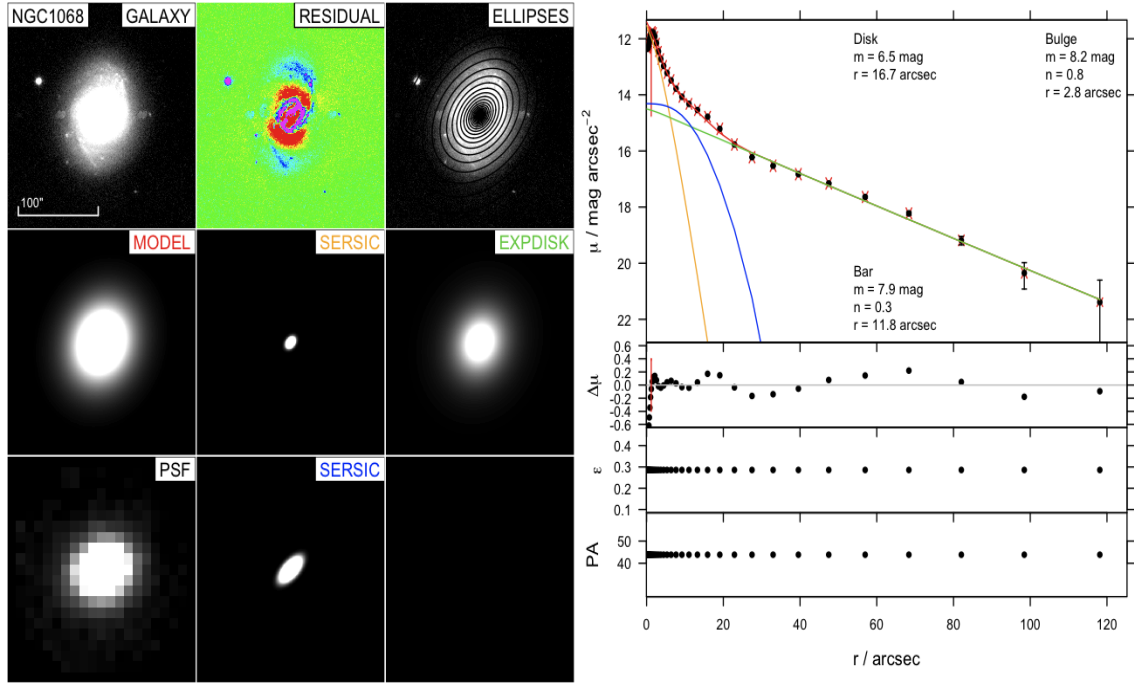 NGC1068 GALAXY
RESIDUAL
ELLIPSES
100"
MODEL
SERSIC
EXPDISK
PSF
SERSIC
Disk
m = 6.5 mag
r = 16.7 arcsec
Bulge
m = 8.2 mag
n = 0.8
r = 2.8 arcsec
Bar
m = 7.9 mag
n = 0.3
r = 11.8 arcsec
μ / mag arcsec⁻²
12
14
16
18
20
22
Δμ
0.6
0.4
0.2
0.0
-0.2
-0.4
-0.6
ε
0.4
0.3
0.2
0.1
PA
50
40
0 20 40 60 80 100 120
r / arcsec